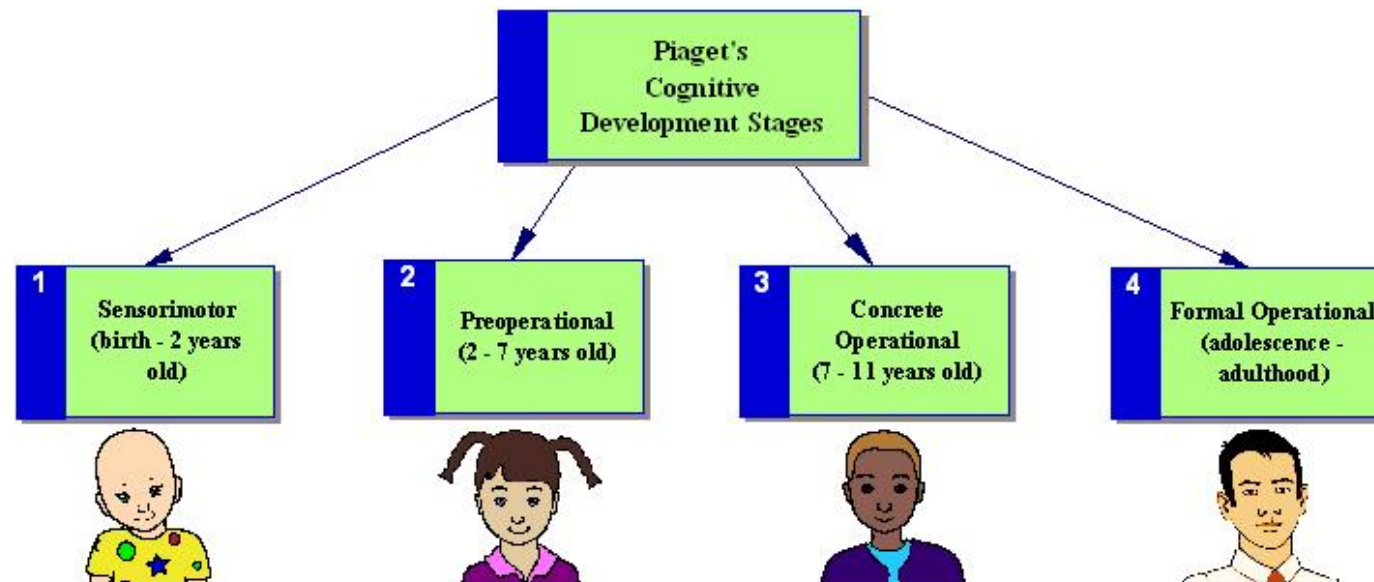 Piaget's
Cognitive
Development Stages
1
Sensorimotor
(birth - 2 years
old)
2
Preoperational
(2 - 7 years old)
3
Concrete
Operational
(7 - 11 years old)
4
Formal Operational
(adolescence -
adulthood)